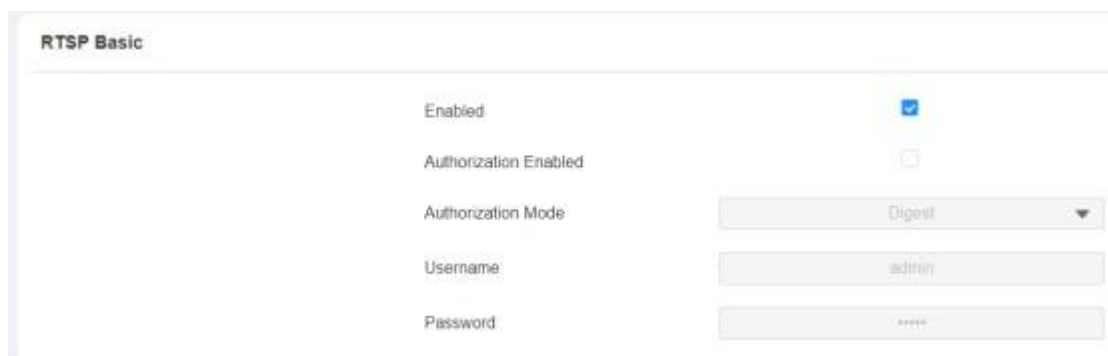 RTSP Basic
Enabled
Authorization Enabled
Authorization Mode Digest
Username admin
Password •••••